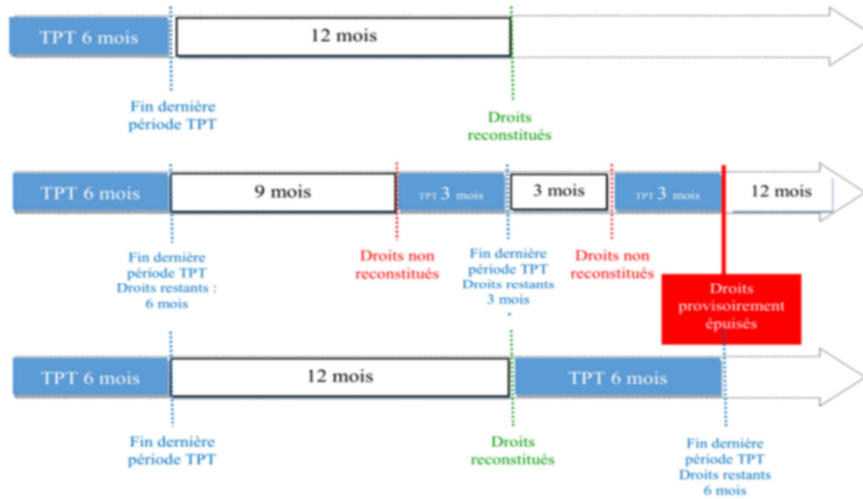 TPT 6 mois
12 mois
Fin dernière
période TPT
Droits
reconstitués
TPT 6 mois
9 mois
TPT 3 mois
3 mois
TPT 3 mois
12 mois
Fin dernière
période TPT
Droits restants :
6 mois
Droits non
reconstitués
Fin dernière
période TPT
Droits restants
3 mois
Droits non
reconstitués
Droits
provisoirement
épuisés
TPT 6 mois
12 mois
TPT 6 mois
Fin dernière
période TPT
Droits
reconstitués
Fin dernière
période TPT
Droits restants
6 mois